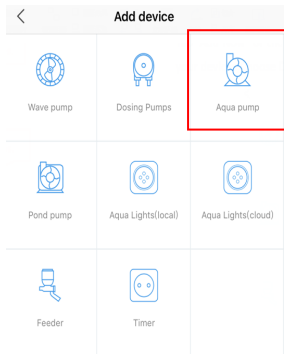 Add device
Wave pump
Dosing Pumps
Aqua pump
Pond pump
Aqua Lights(local)
Aqua Lights(cloud)
Feeder
Timer